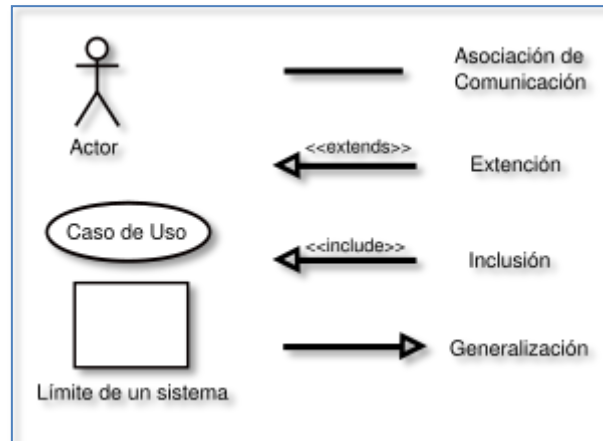 Actor
Asociación de
Comunicación
<<extends>>
Extención
Caso de Uso
<<include>>
Inclusión
Límite de un sistema
Generalización